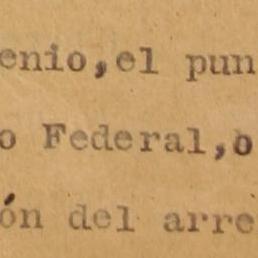 enio,el pun
o Federal,o
ón del arre